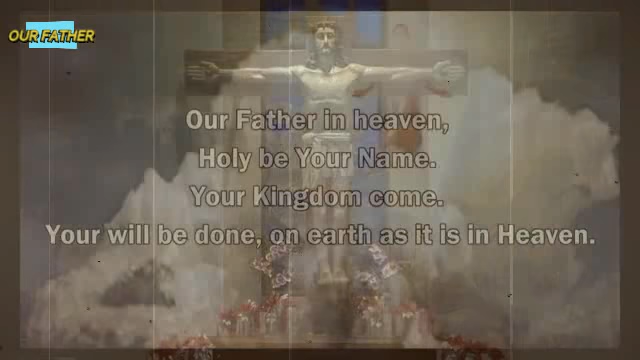 OUR FATHER
Our Father in heaven,
Holy be Your Name.
Your Kingdom come.
Your will be done, on earth as it is in Heaven.